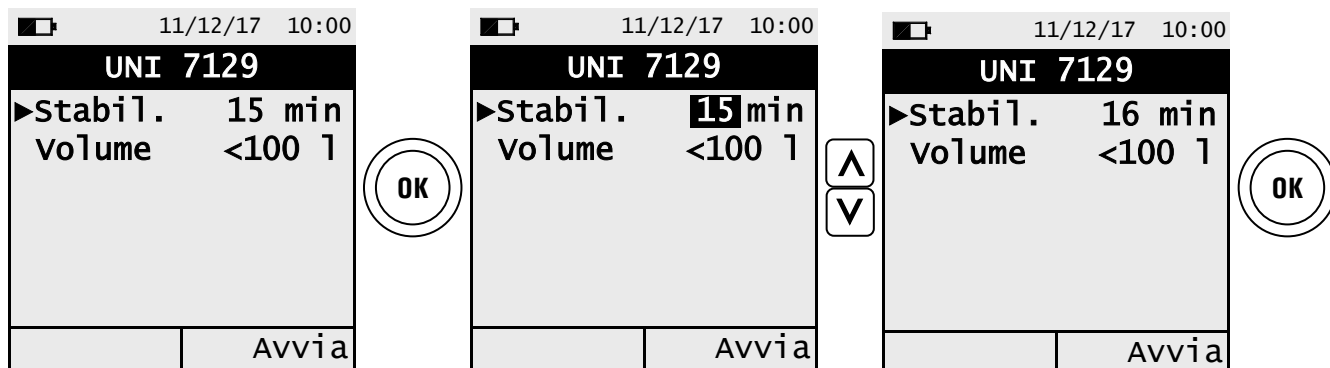 11/12/17 10:00
UNI 7129
►Stabil. 15 min
Volume <100 l
Avvia
OK
11/12/17 10:00
UNI 7129
►Stabil. 15 min
Volume <100 l
Avvia
11/12/17 10:00
UNI 7129
►Stabil. 16 min
Volume <100 l
Avvia
OK